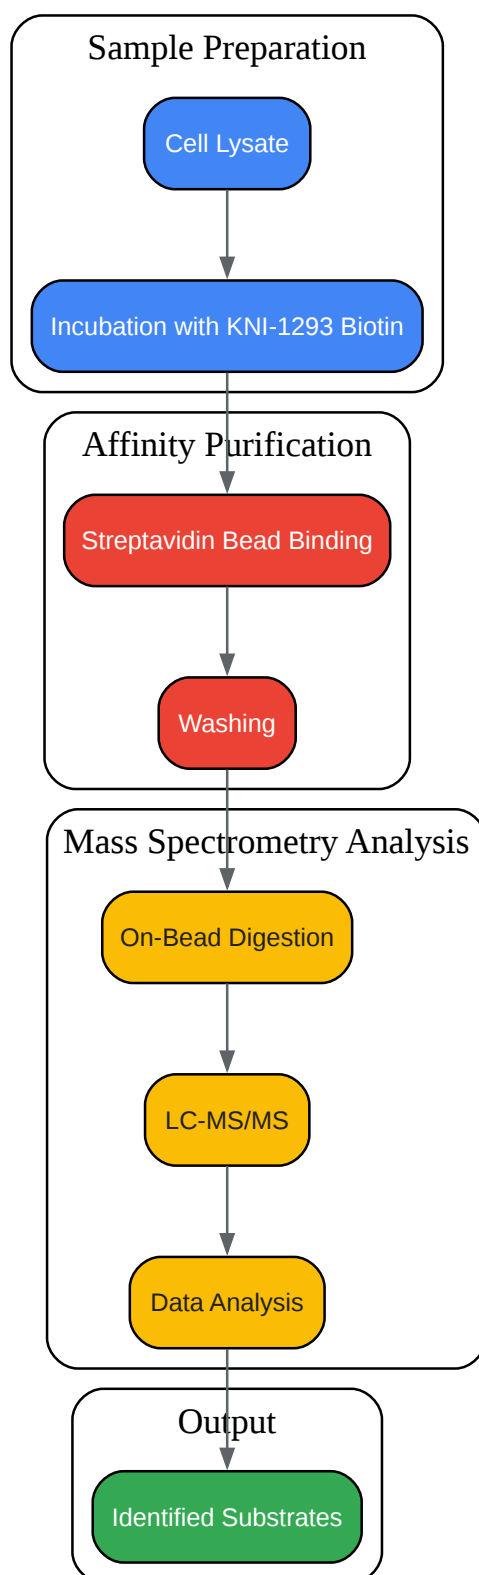 Sample Preparation
Cell Lysate
Incubation with KNI-1293 Biotin
Affinity Purification
Streptavidin Bead Binding
Washing
Mass Spectrometry Analysis
On-Bead Digestion
LC-MS/MS
Data Analysis
Output
Identified Substrates